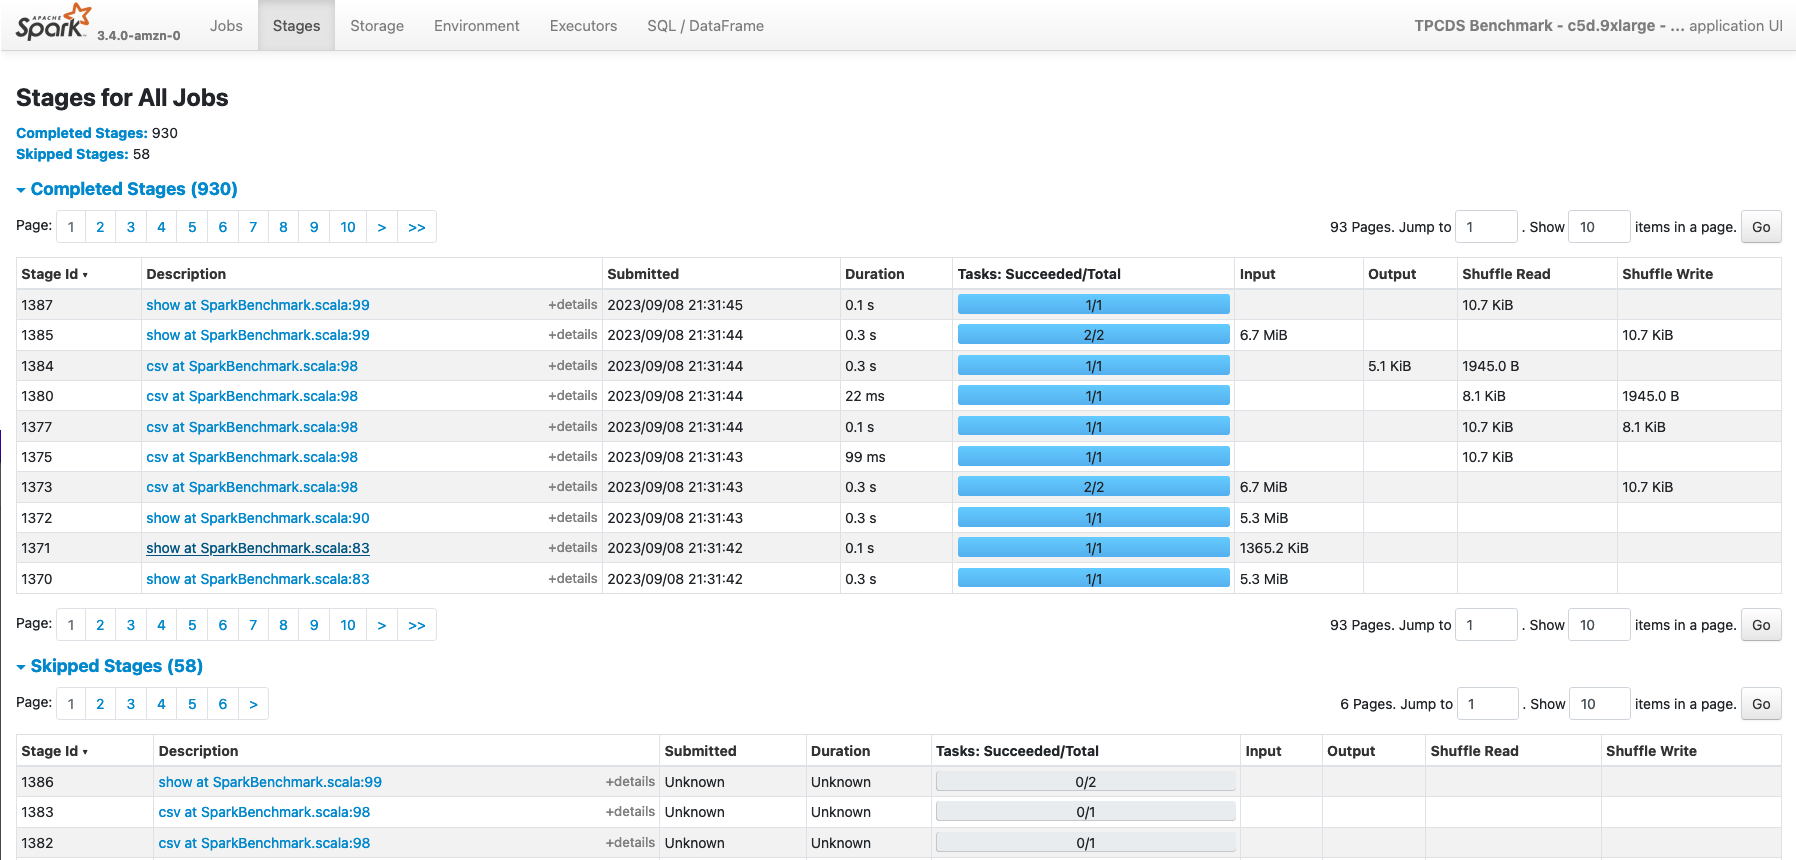 APACHE Spark 3.4.0-amzn-0 Jobs Stages Storage Environment Executors SQL / DataFrame TPCDS Benchmark - c5d.9xlarge - ... application UI
Stages for All Jobs
Completed Stages: 930
Skipped Stages: 58
Completed Stages (930)
Page: 1 2 3 4 5 6 7 8 9 10 > >> 93 Pages. Jump to 1 . Show 10 items in a page. Go
Stage Id ▾ Description Submitted Duration Tasks: Succeeded/Total Input Output Shuffle Read Shuffle Write
1387 show at SparkBenchmark.scala:99 +details 2023/09/08 21:31:45 0.1 s 1/1 10.7 KiB
1385 show at SparkBenchmark.scala:99 +details 2023/09/08 21:31:44 0.3 s 2/2 6.7 MiB 10.7 KiB
1384 csv at SparkBenchmark.scala:98 +details 2023/09/08 21:31:44 0.3 s 1/1 5.1 KiB 1945.0 B
1380 csv at SparkBenchmark.scala:98 +details 2023/09/08 21:31:44 22 ms 1/1 8.1 KiB 1945.0 B
1377 csv at SparkBenchmark.scala:98 +details 2023/09/08 21:31:44 0.1 s 1/1 10.7 KiB 8.1 KiB
1375 csv at SparkBenchmark.scala:98 +details 2023/09/08 21:31:43 99 ms 1/1 10.7 KiB
1373 csv at SparkBenchmark.scala:98 +details 2023/09/08 21:31:43 0.3 s 2/2 6.7 MiB 10.7 KiB
1372 show at SparkBenchmark.scala:90 +details 2023/09/08 21:31:43 0.3 s 1/1 5.3 MiB
1371 show at SparkBenchmark.scala:83 +details 2023/09/08 21:31:42 0.1 s 1/1 1365.2 KiB
1370 show at SparkBenchmark.scala:83 +details 2023/09/08 21:31:42 0.3 s 1/1 5.3 MiB
Page: 1 2 3 4 5 6 7 8 9 10 > >> 93 Pages. Jump to 1 . Show 10 items in a page. Go
Skipped Stages (58)
Page: 1 2 3 4 5 6 > 6 Pages. Jump to 1 . Show 10 items in a page. Go
Stage Id ▾ Description Submitted Duration Tasks: Succeeded/Total Input Output Shuffle Read Shuffle Write
1386 show at SparkBenchmark.scala:99 +details Unknown Unknown 0/2
1383 csv at SparkBenchmark.scala:98 +details Unknown Unknown 0/1
1382 csv at SparkBenchmark.scala:98 +details Unknown Unknown 0/1